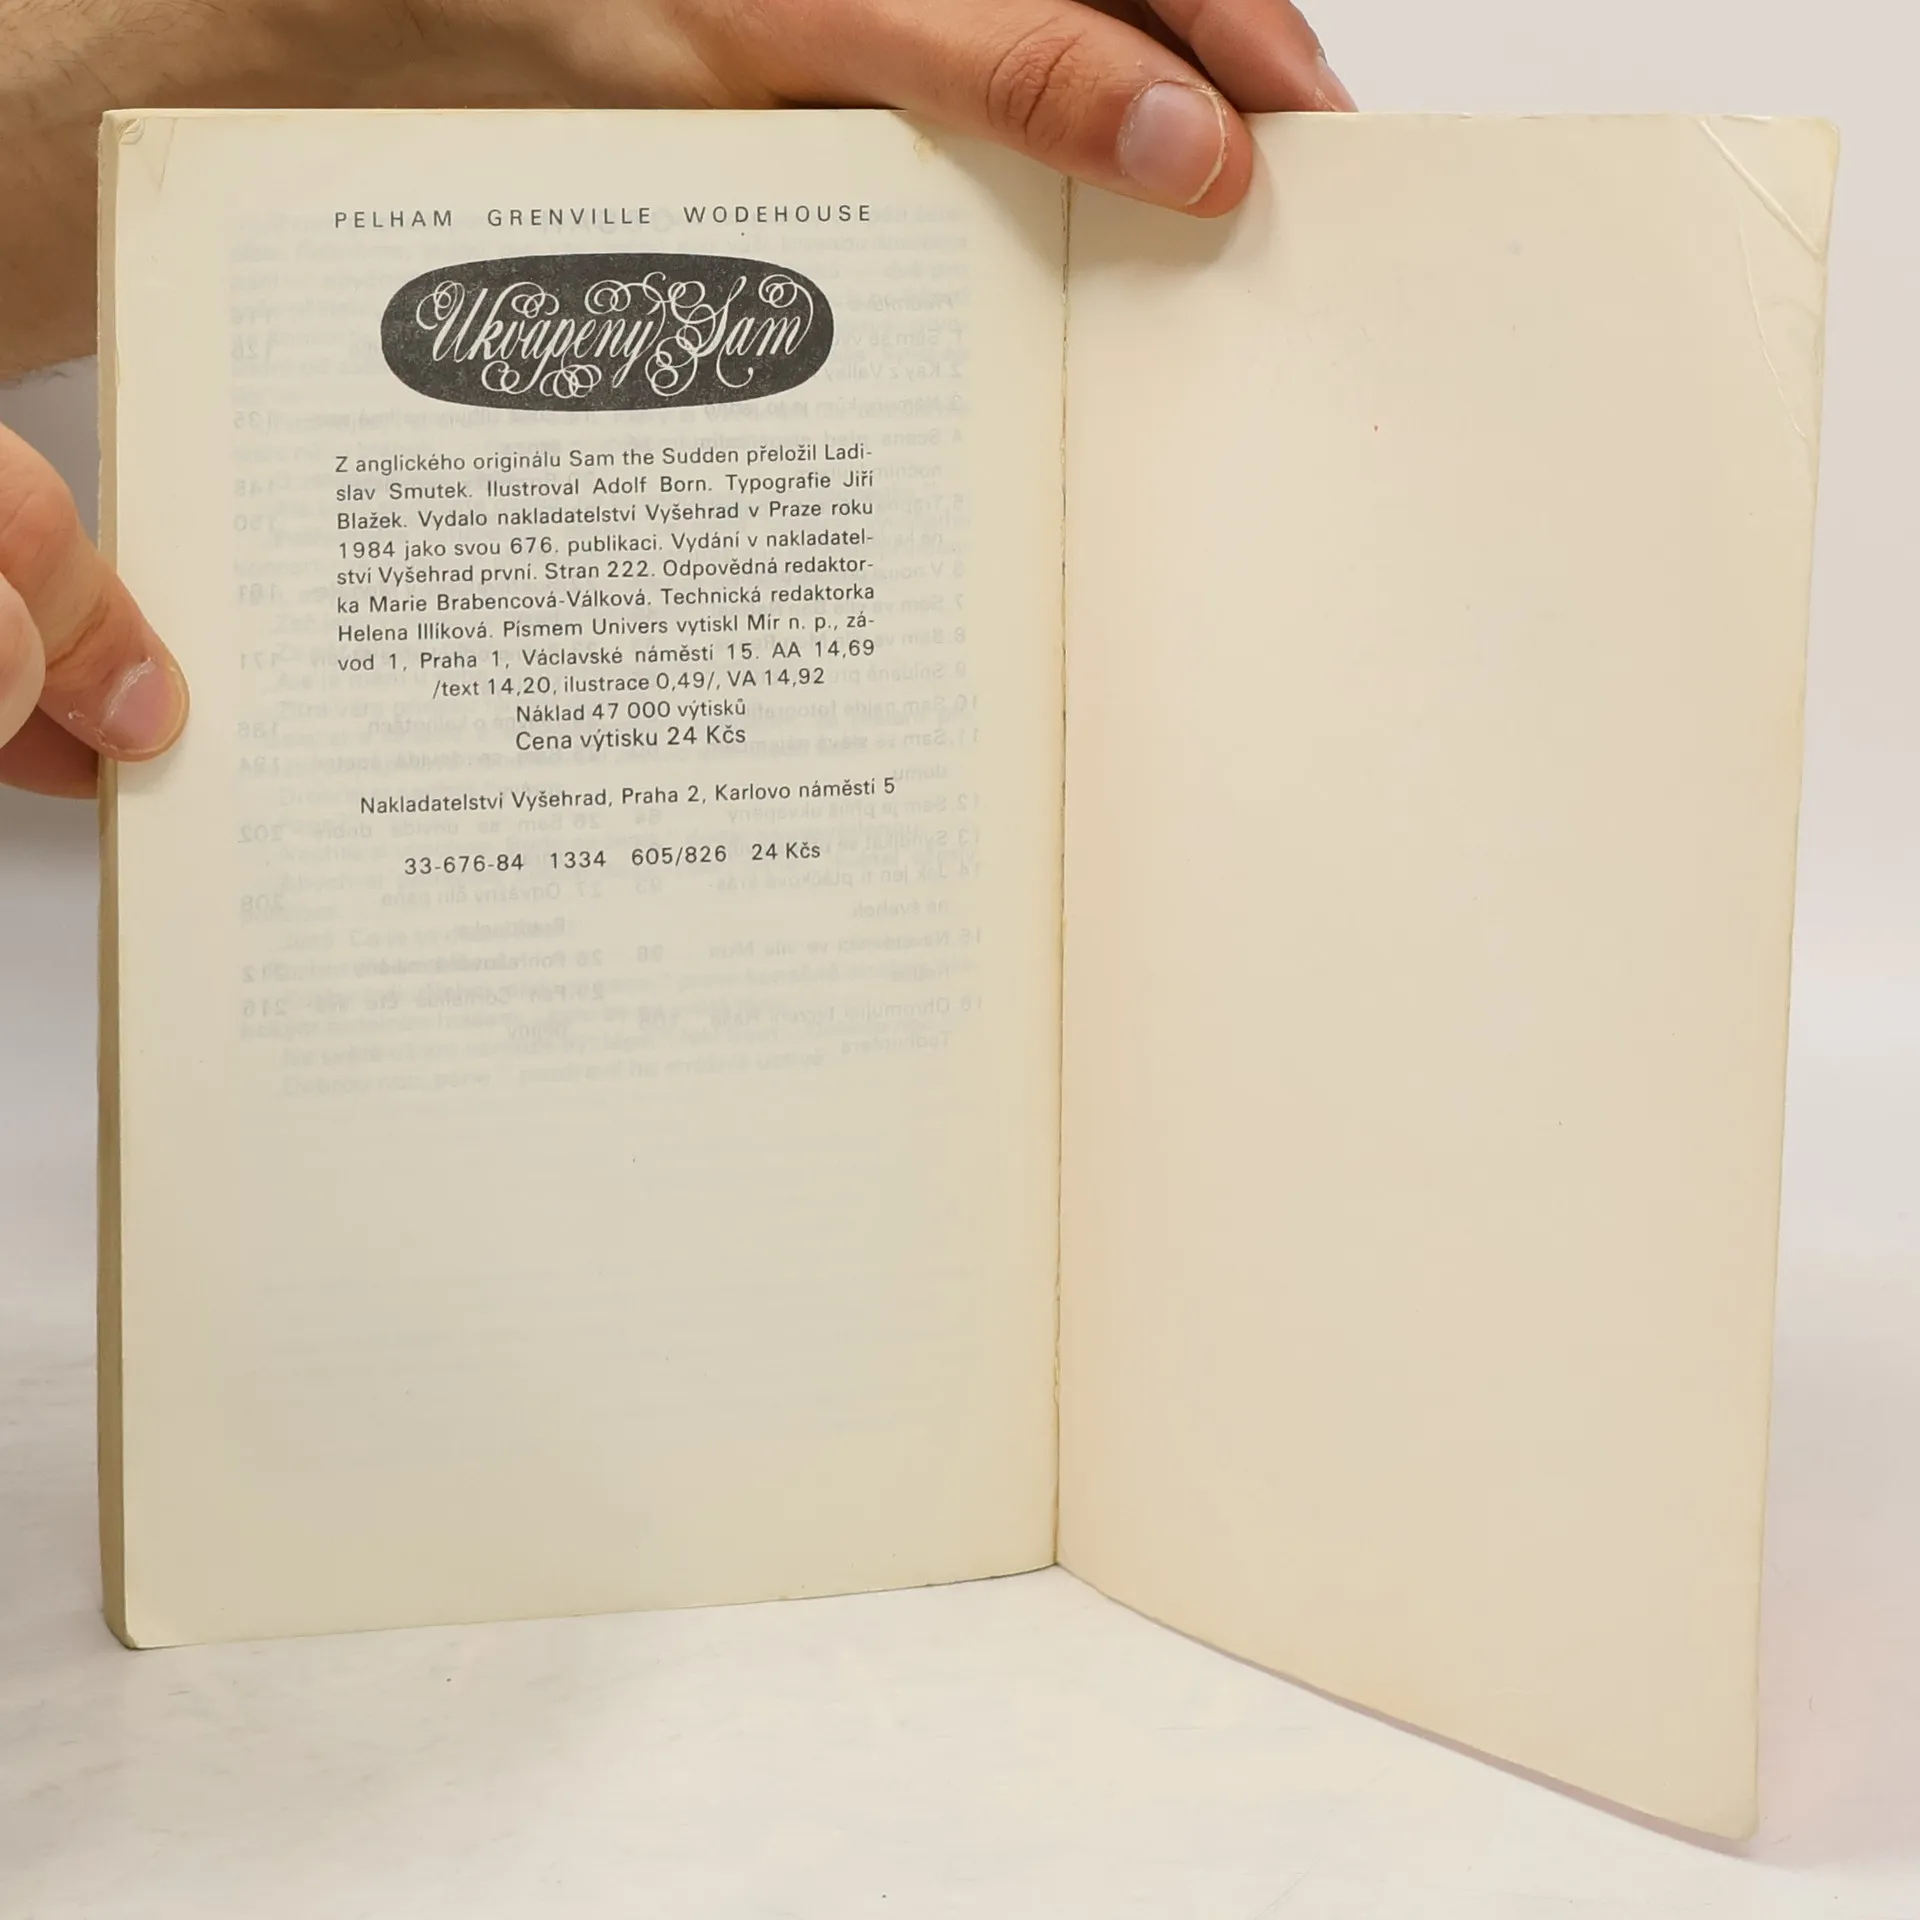 PELHAM GRENVILLE WODEHOUSE
Ukvapený Sam
Z anglického originálu Sam the Sudden přeložil Ladi-
slav Smutek. Ilustroval Adolf Born. Typografie Jiří
Blažek. Vydalo nakladatelství Vyšehrad v Praze roku
1984 jako svou 676. publikaci. Vydání v nakladatel-
ství Vyšehrad první. Stran 222. Odpovědná redaktor-
ka Marie Brabencová-Válková. Technická redaktorka
Helena Illíková. Písmem Univers vytiskl Mír n. p., zá-
vod 1, Praha 1, Václavské náměstí 15. AA 14,69
/text 14,20, ilustrace 0,49/, VA 14,92
Náklad 47 000 výtisků
Cena výtisku 24 Kčs
Nakladatelství Vyšehrad, Praha 2, Karlovo náměstí 5
33-676-84 1334 605/826 24 Kčs